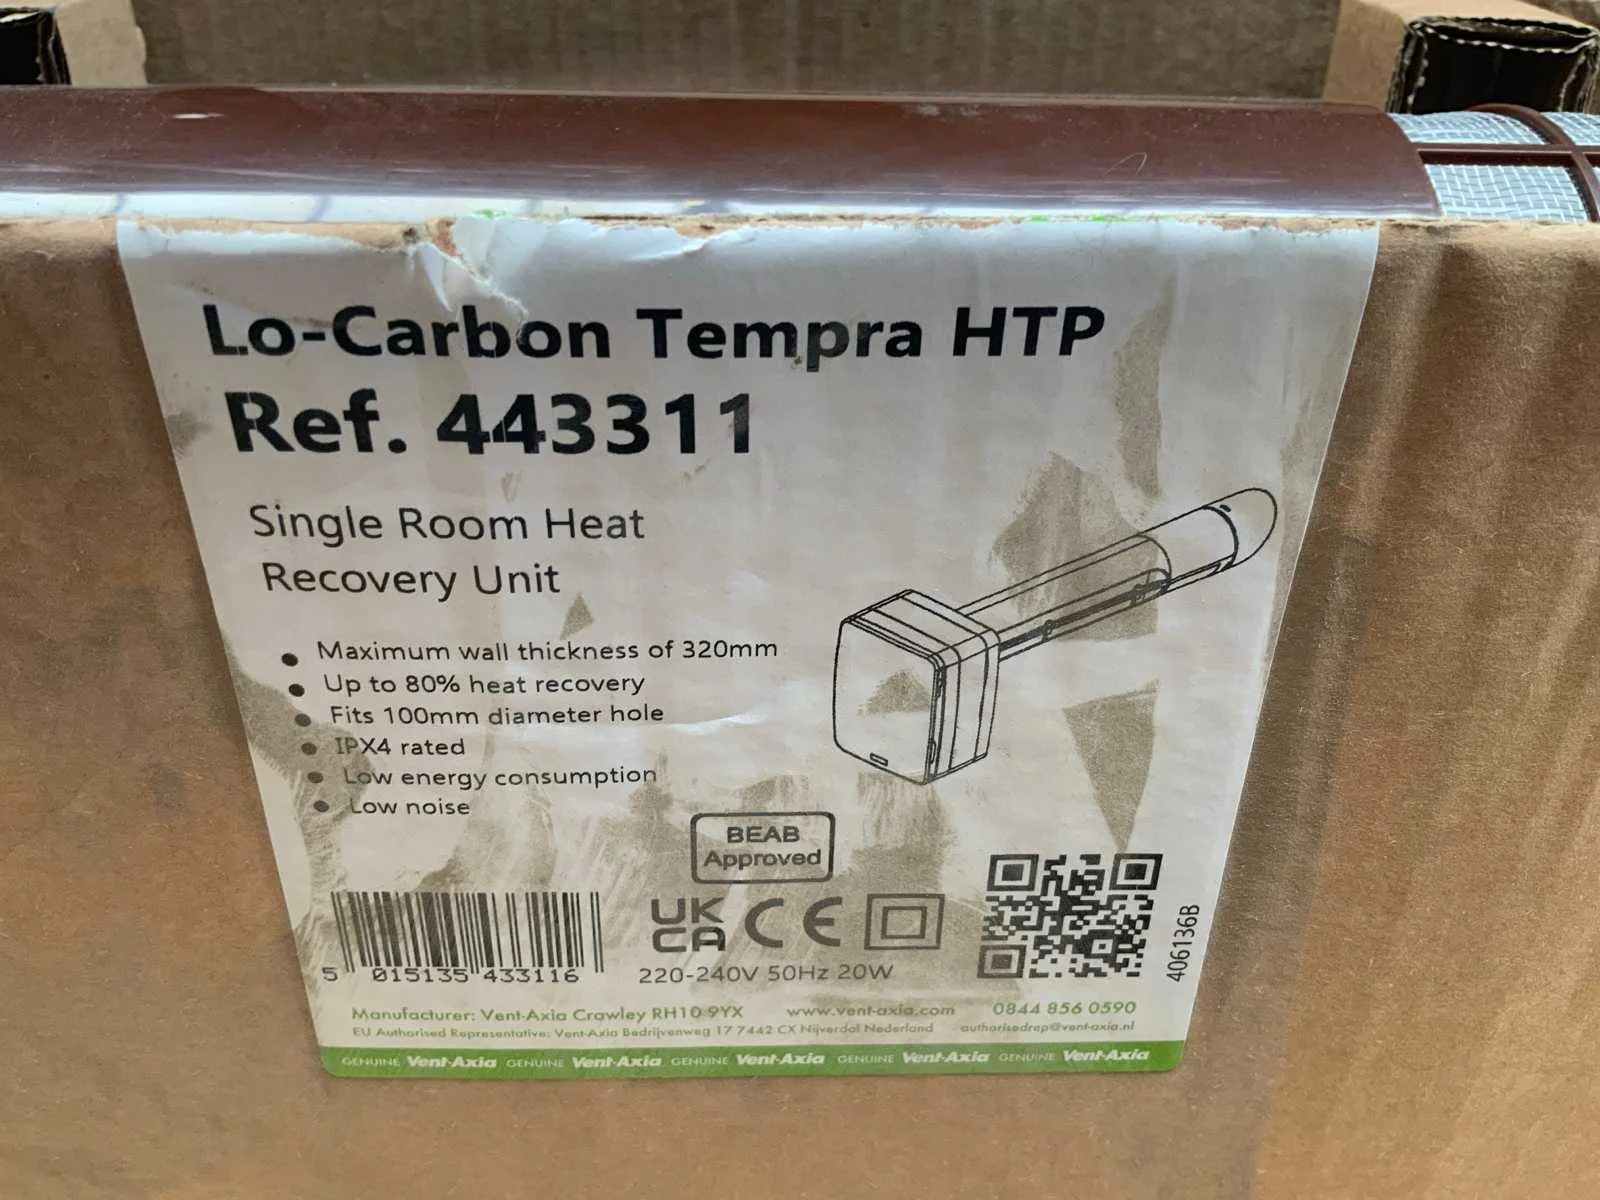 Lo-Carbon Tempra HTP
Ref. 443311
Single Room Heat
Recovery Unit
• Maximum wall thickness of 320mm
• Up to 80% heat recovery
• Fits 100mm diameter hole
• IPX4 rated
• Low energy consumption
• Low noise
BEAB
Approved
UK
CA CE
5 015135 433116
220-240V 50Hz 20W
406136B
Manufacturer: Vent-Axia Crawley RH10 9YX www.vent-axia.com 0844 856 0590
EU Authorised Representative: Vent-Axia Bedrijvenweg 17 7442 CX Nijverdal Nederland authorisedrep@vent-axia.nl
GENUINE Vent-Axia GENUINE Vent-Axia GENUINE Vent-Axia GENUINE Vent-Axia GENUINE Vent-Axia